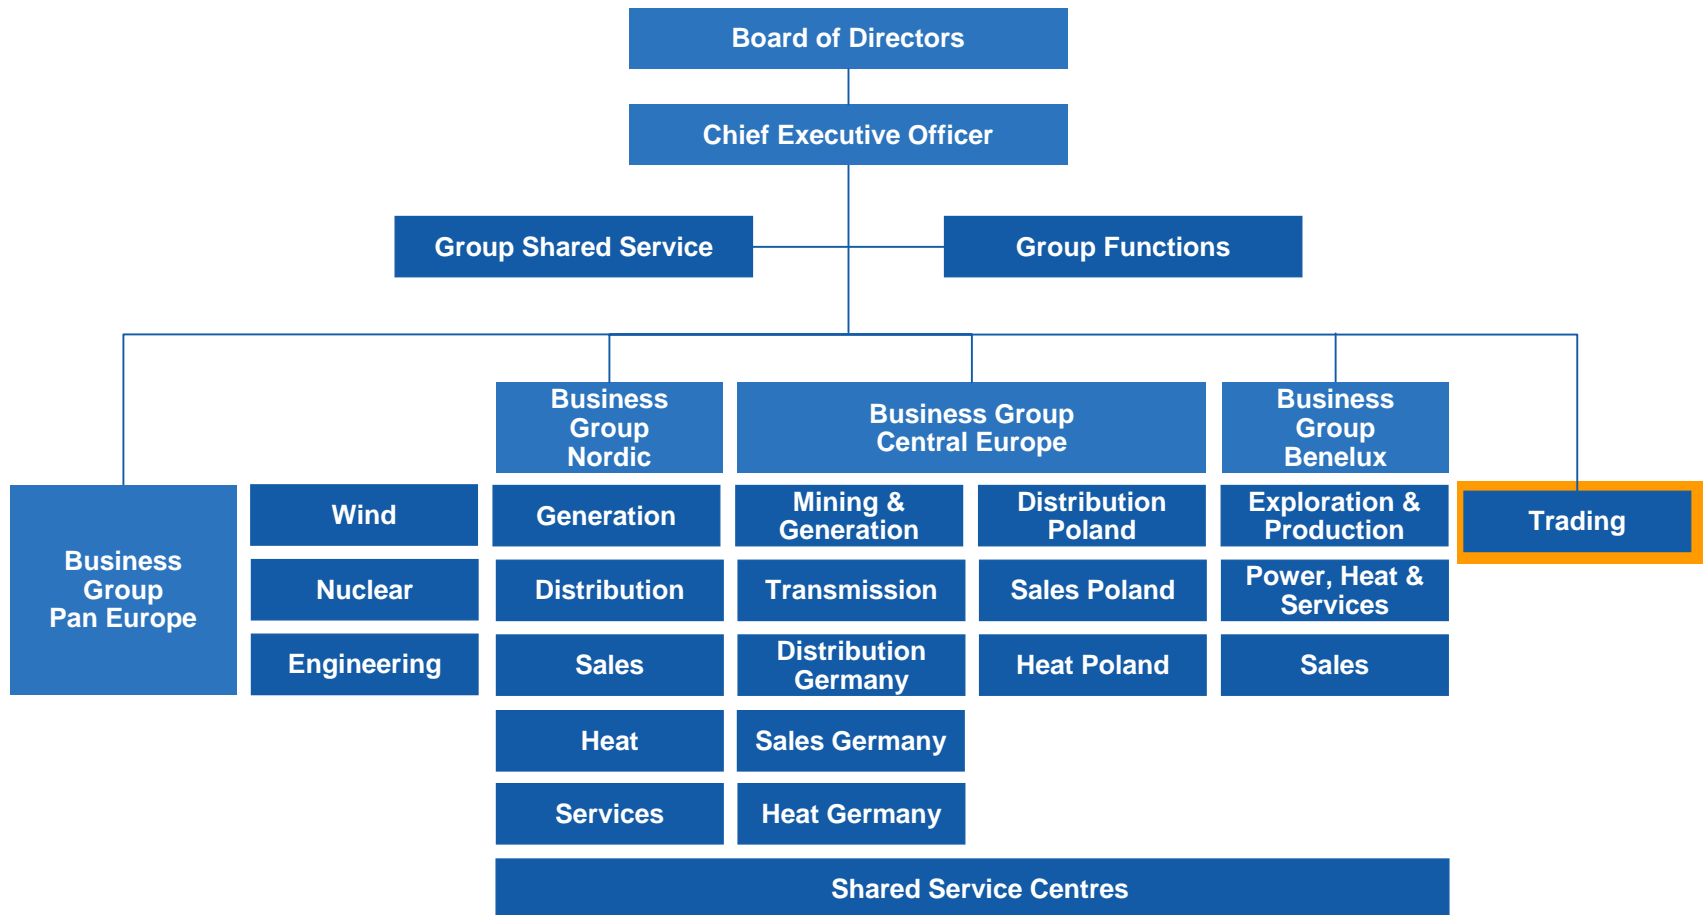 Board of Directors
Chief Executive Officer
Group Shared Service
Group Functions
Business
Group
Nordic
Business Group
Central Europe
Business
Group
Benelux
Business
Group
Pan Europe
Wind
Nuclear
Engineering
Generation
Distribution
Sales
Heat
Services
Mining &
Generation
Transmission
Distribution
Germany
Sales Germany
Heat Germany
Distribution
Poland
Sales Poland
Heat Poland
Exploration &
Production
Power, Heat &
Services
Sales
Trading
Shared Service Centres